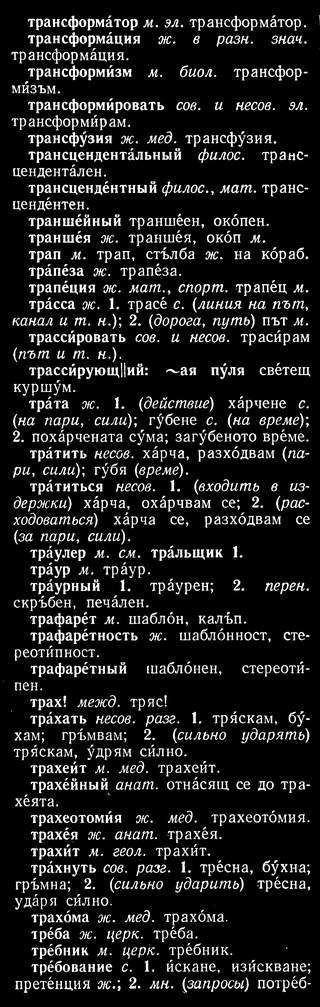 трансформа́тор м. эл. трансформа́тор.
трансформа́ция ж. в разн. знач.
трансформа́ция.
трансформи́зм м. биол. трансфор-
ми́зъм.
трансформи́ровать сов. и несов. эл.
трансформи́рам.
трансфу́зия ж. мед. трансфу́зия.
трансцендента́льный филос. транс-
цендента́лен.
трансценде́нтный филос., мат. транс-
ценде́нтен.
транше́йный транше́ен, око́пен.
транше́я ж. транше́я, око́п м.
трап м. трап, стъ́лба ж. на ко́раб.
тра́пеза ж. трапе́за.
трапе́ция ж. мат., спорт. трапе́ц м.
тра́сса ж. 1. трасе́ с. (линия на път,
канал и т. н.); 2. (дорога, путь) път м.
трасси́ровать сов. и несов. траси́рам
(път и т. н.).
трасси́рующ||ий: ~ая пу́ля све́тещ
куршу́м.
тра́та ж. 1. (действие) ха́рчене с.
(на пари, сили); гу́бене с. (на време);
2. поха́рчената су́ма; загу́беното вре́ме.
тра́тить несов. ха́рча, разхо́двам (па-
ри, сили); гу́бя (време).
тра́титься несов. 1. (входить в из-
держки) ха́рча, оха́рчвам се; 2. (рас-
ходоваться) ха́рча се, разхо́двам се
(за пари, сили).
тра́улер м. см. тра́льщик 1.
тра́ур м. тра́ур.
тра́урный 1. тра́урен; 2. перен.
скръ́бен, печа́лен.
трафаре́т м. шабло́н, калъ́п.
трафаре́тность ж. шабло́нност, сте-
реоти́пност.
трафаре́тный шабло́нен, стереоти́-
пен.
трах! межд. тряс!
тра́хать несов. разг. 1. тря́скам, бу́-
хам; гръ́мвам; 2. (сильно ударять)
тря́скам, у́дрям си́лно.
трахеи́т м. мед. трахеи́т.
трахе́йный анат. отна́сящ се до тра-
хе́ята.
трахеотоми́я ж. мед. трахеото́мия.
трахе́я ж. анат. трахе́я.
трахи́т м. геол. трахи́т.
тра́хнуть сов. разг. 1. тре́сна, бу́хна;
гръ́мна; 2. (сильно ударить) тре́сна,
уда́ря си́лно.
трахо́ма ж. мед. трахо́ма.
тре́ба ж. церк. тре́ба.
тре́бник м. церк. тре́бник.
тре́бование с. 1. и́скане, изи́скване;
прете́нция ж.; 2. мн. (запросы) потре́б-